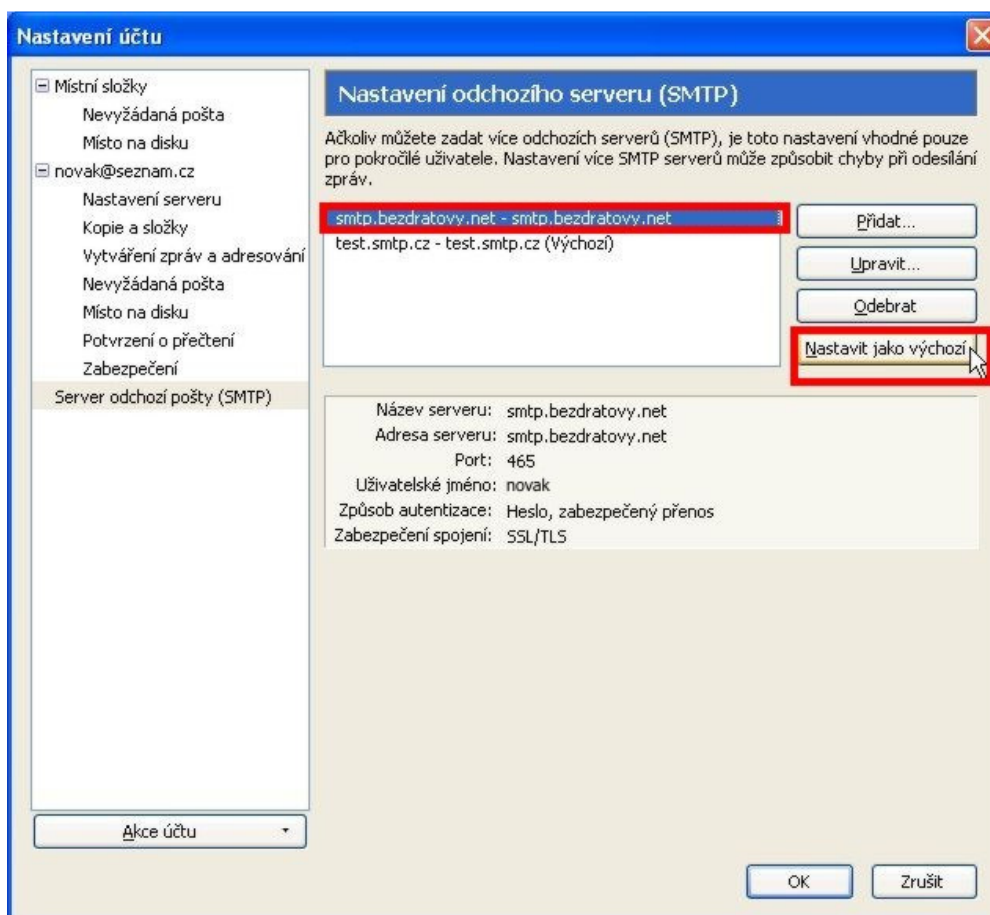 Nastavení účtu
Místní složky
Nevyžádaná pošta
Místo na disku
novak@seznam.cz
Nastavení serveru
Kopie a složky
Vytváření zpráv a adresování
Nevyžádaná pošta
Místo na disku
Potvrzení o přečtení
Zabezpečení
Server odchozí pošty (SMTP)
Akce účtu
Nastavení odchozího serveru (SMTP)
Ačkoliv můžete zadat více odchozích serverů (SMTP), je toto nastavení vhodné pouze
pro pokročilé uživatele. Nastavení více SMTP serverů může způsobit chyby při odesílání
zpráv.
smtp.bezdratovy.net - smtp.bezdratovy.net
test.smtp.cz - test.smtp.cz (Výchozí)
Přidat...
Upravit...
Odebrat
Nastavit jako výchozí
Název serveru: smtp.bezdratovy.net
Adresa serveru: smtp.bezdratovy.net
Port: 465
Uživatelské jméno: novak
Způsob autentizace: Heslo, zabezpečený přenos
Zabezpečení spojení: SSL/TLS
OK
Zrušit